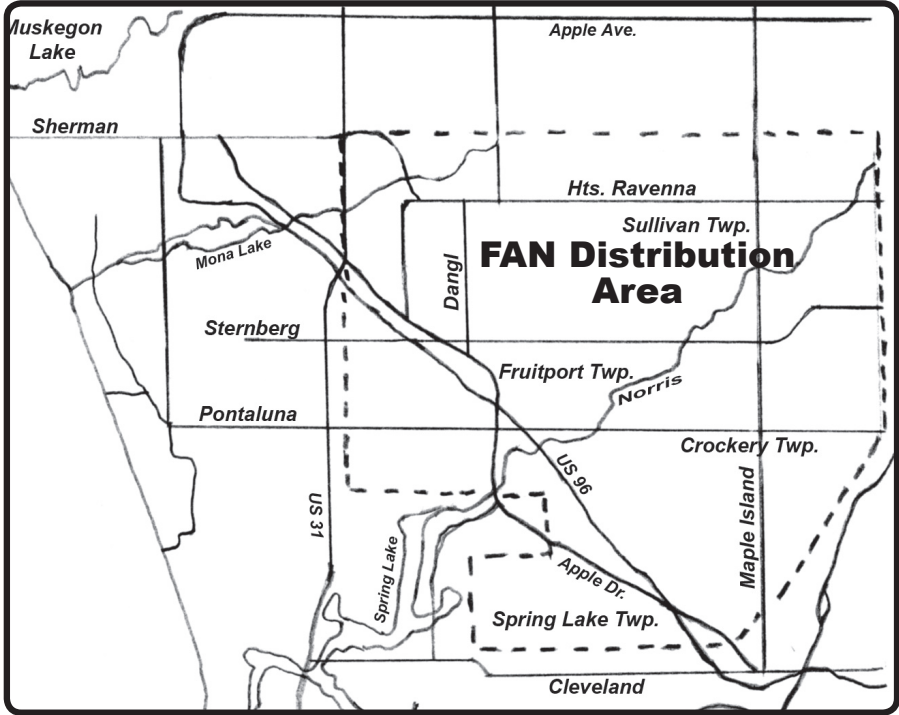 Muskegon
Lake
Apple Ave.
Sherman
Hts. Ravenna
Sullivan Twp.
FAN Distribution
Area
Mona Lake
Dangl
Sternberg
Fruitport Twp.
Norris
Pontaluna
Crockery Twp.
US 96
US 31
Maple Island
Spring Lake
Apple Dr.
Spring Lake Twp.
Cleveland